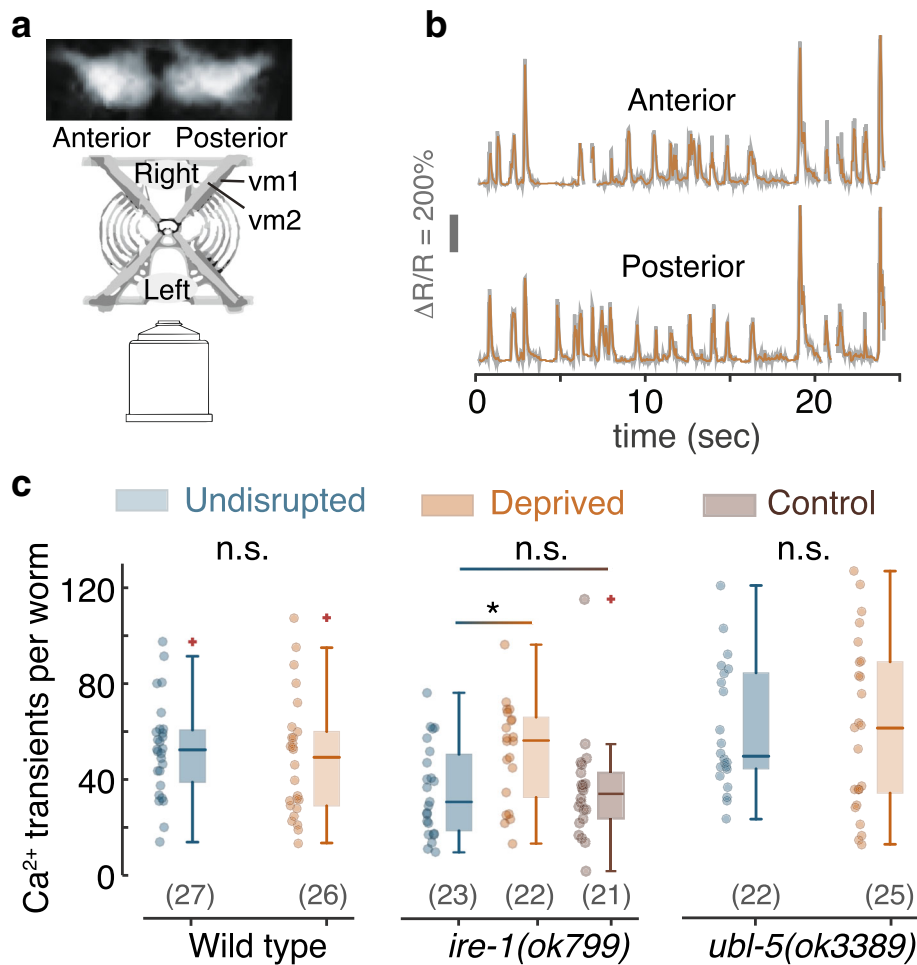 a
Anterior Posterior
Right
vm1
vm2
Left
b
Anterior
ΔR/R = 200%
Posterior
0 10 20
time (sec)
c
Undisrupted Deprived Control
n.s. n.s. n.s.
*
Ca²⁺ transients per worm
120
80
40
0
(27) (26) (23) (22) (21) (22) (25)
Wild type ire-1(ok799) ubl-5(ok3389)